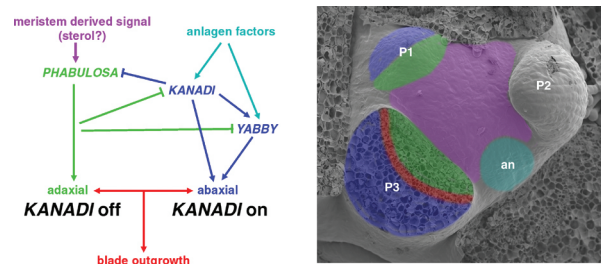 meristem derived signal
(sterol?)
anlagen factors
PHABULOSA
KANADI
YABBY
adaxial
abaxial
KANADI off
KANADI on
blade outgrowth
P1
P2
P3
an